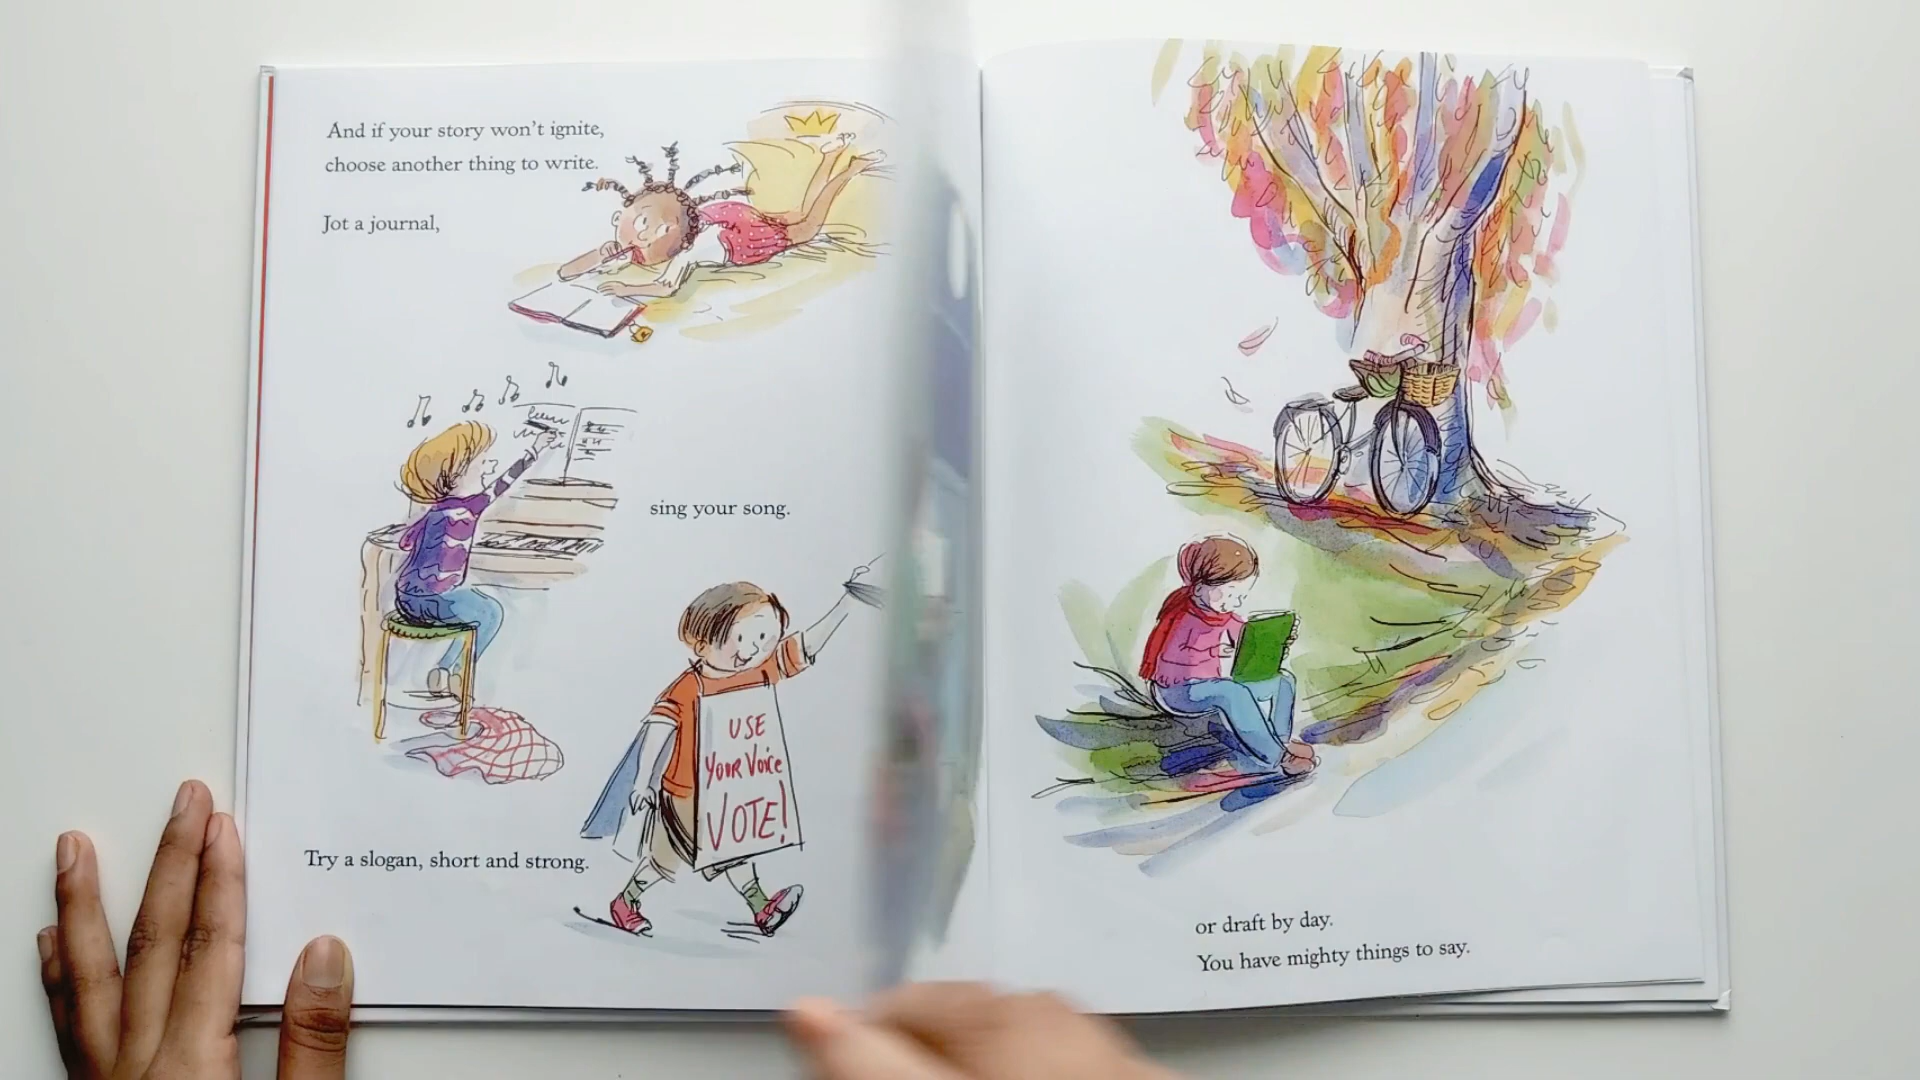 And if your story won't ignite,
choose another thing to write.
Jot a journal,
sing your song.
USE
YOUR VOiCE
VOTE!
Try a slogan, short and strong.
or draft by day.
You have mighty things to say.